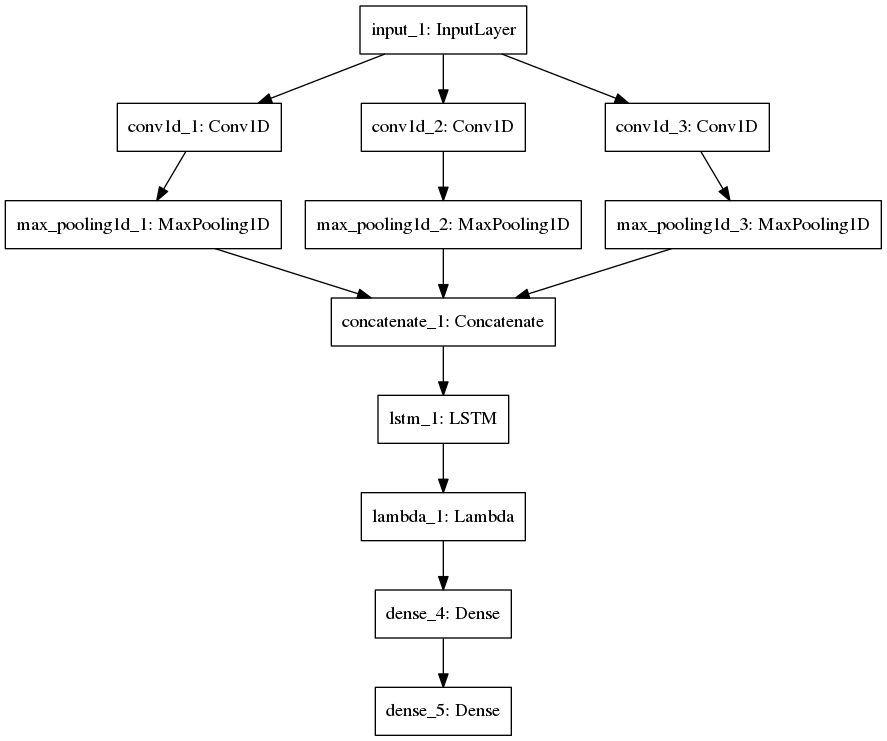 input_1: InputLayer
conv1d_1: Conv1D
conv1d_2: Conv1D
conv1d_3: Conv1D
max_pooling1d_1: MaxPooling1D
max_pooling1d_2: MaxPooling1D
max_pooling1d_3: MaxPooling1D
concatenate_1: Concatenate
lstm_1: LSTM
lambda_1: Lambda
dense_4: Dense
dense_5: Dense